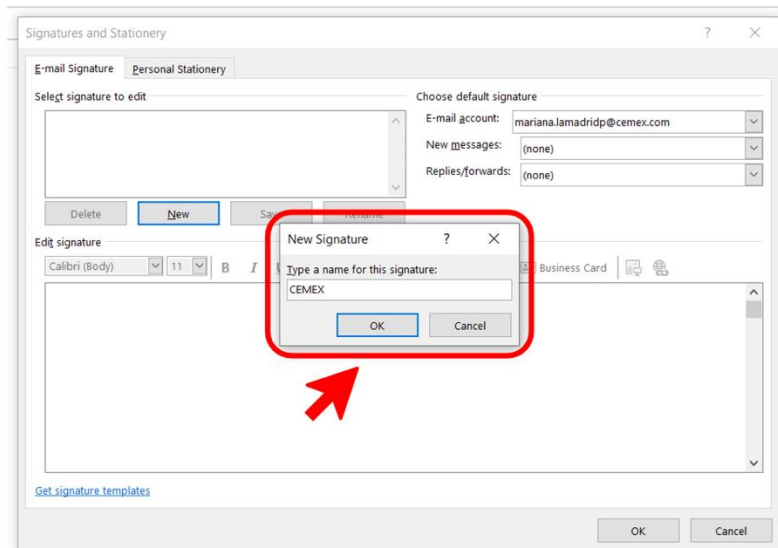 Signatures and Stationery ? ×
E-mail Signature Personal Stationery
Select signature to edit
Choose default signature
E-mail account: mariana.lamadridp@cemex.com
New messages: (none)
Replies/forwards: (none)
Delete New Rename
Edit signature
New Signature ? ×
Calibri (Body) 11 B I
Type a name for this signature:
Business Card
CEMEX
OK Cancel
Get signature templates
OK Cancel